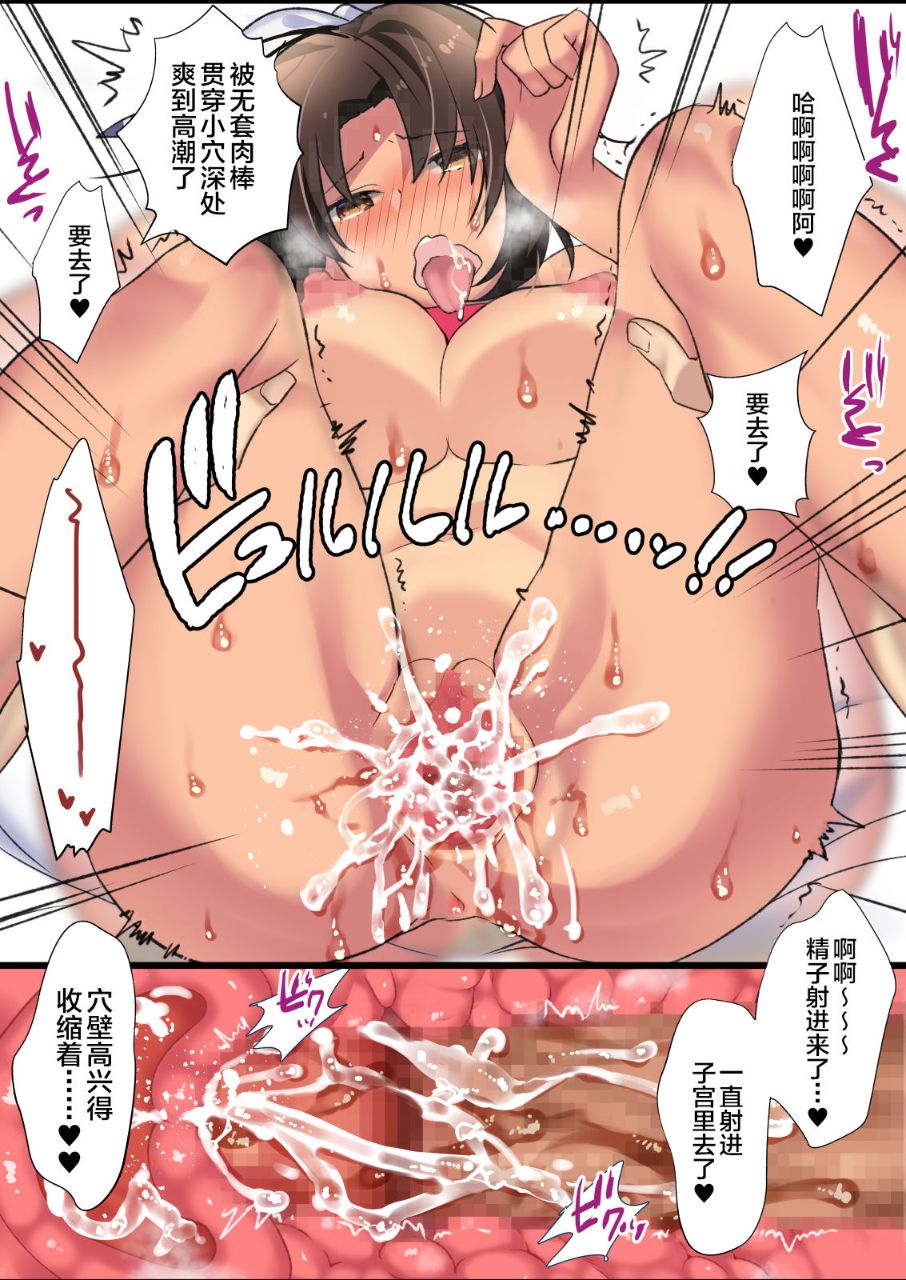 哈啊啊啊啊阿♥
被无套肉棒
贯穿小穴深处
爽到高潮了
要去了♥
要去了♥
ビュルルルルル……ッ!!
啊啊～～～
精子射进来了…♥
一直射进
子宫里去了♥
ビクッ
ビクッ
穴壁高兴得
收缩着……♥